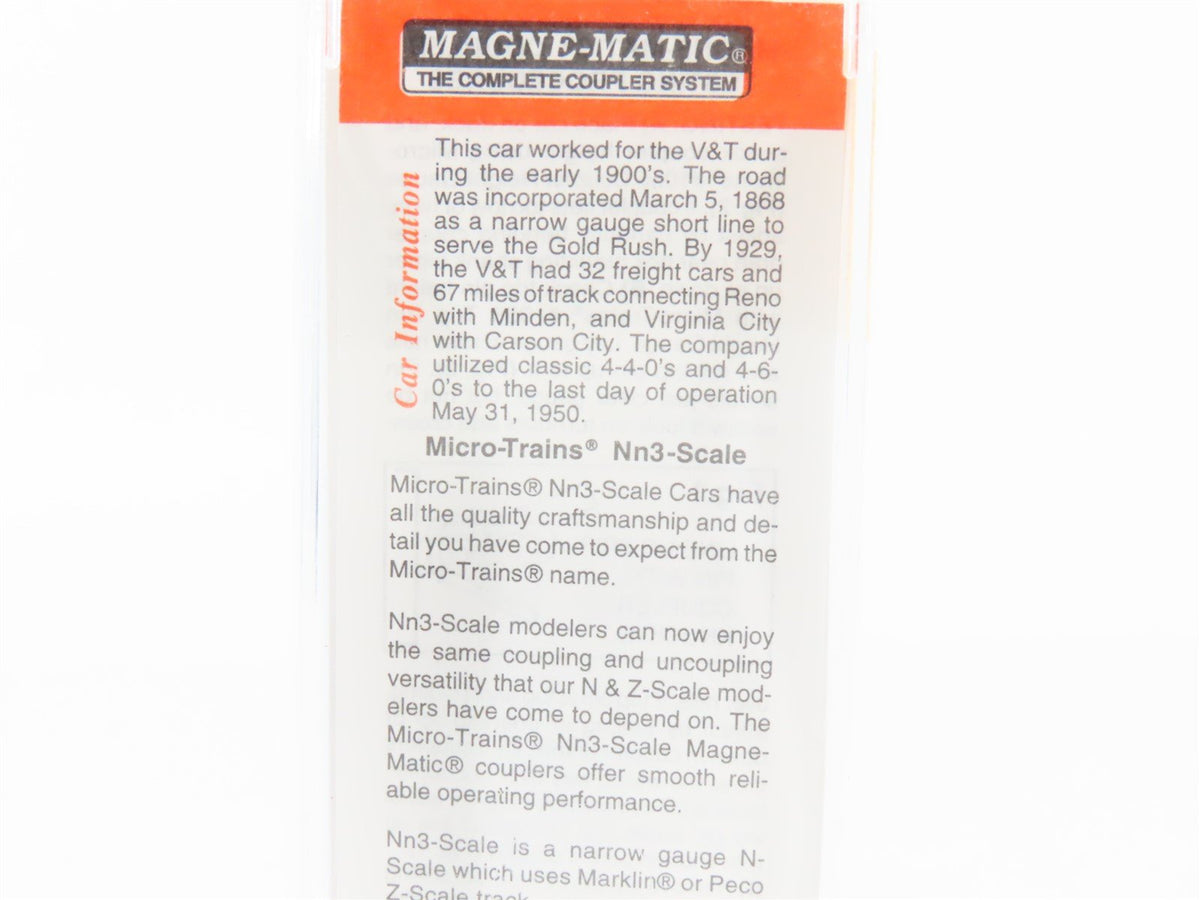 MAGNE-MATIC®
THE COMPLETE COUPLER SYSTEM
Car Information
This car worked for the V&T dur-
ing the early 1900's. The road
was incorporated March 5, 1868
as a narrow gauge short line to
serve the Gold Rush. By 1929,
the V&T had 32 freight cars and
67 miles of track connecting Reno
with Minden, and Virginia City
with Carson City. The company
utilized classic 4-4-0's and 4-6-
0's to the last day of operation
May 31, 1950.
Micro-Trains® Nn3-Scale
Micro-Trains® Nn3-Scale Cars have
all the quality craftsmanship and de-
tail you have come to expect from the
Micro-Trains® name.
Nn3-Scale modelers can now enjoy
the same coupling and uncoupling
versatility that our N & Z-Scale mod-
elers have come to depend on. The
Micro-Trains® Nn3-Scale Magne-
Matic® couplers offer smooth reli-
able operating performance.
Nn3-Scale is a narrow gauge N-
Scale which uses Marklin® or Peco
Z-Scale track